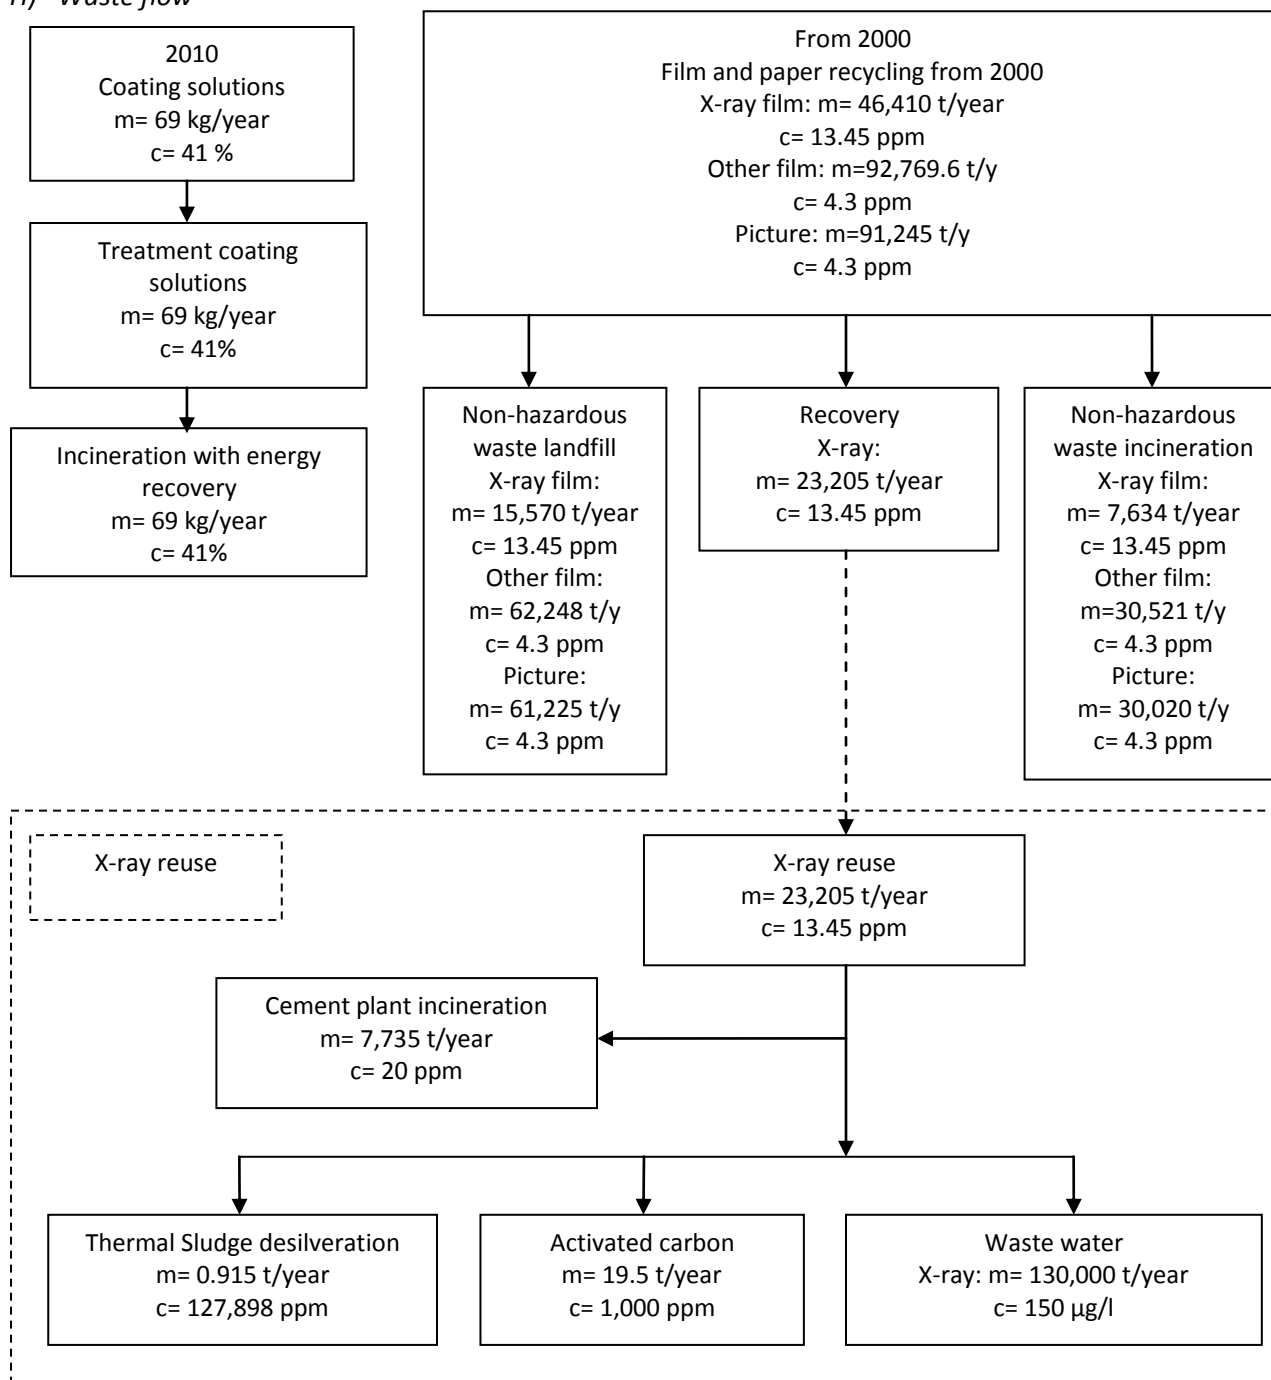 Waste flow
2010
Coating solutions
m= 69 kg/year
c= 41 %
Treatment coating
solutions
m= 69 kg/year
c= 41%
Incineration with energy
recovery
m= 69 kg/year
c= 41%
From 2000
Film and paper recycling from 2000
X-ray film: m= 46,410 t/year
c= 13.45 ppm
Other film: m=92,769.6 t/y
c= 4.3 ppm
Picture: m=91,245 t/y
c= 4.3 ppm
Non-hazardous
waste landfill
X-ray film:
m= 15,570 t/year
c= 13.45 ppm
Other film:
m= 62,248 t/y
c= 4.3 ppm
Picture:
m= 61,225 t/y
c= 4.3 ppm
Recovery
X-ray:
m= 23,205 t/year
c= 13.45 ppm
Non-hazardous
waste incineration
X-ray film:
m= 7,634 t/year
c= 13.45 ppm
Other film:
m=30,521 t/y
c= 4.3 ppm
Picture:
m= 30,020 t/y
c= 4.3 ppm
X-ray reuse
X-ray reuse
m= 23,205 t/year
c= 13.45 ppm
Cement plant incineration
m= 7,735 t/year
c= 20 ppm
Thermal Sludge desilveration
m= 0.915 t/year
c= 127,898 ppm
Activated carbon
m= 19.5 t/year
c= 1,000 ppm
Waste water
X-ray: m= 130,000 t/year
c= 150 µg/l